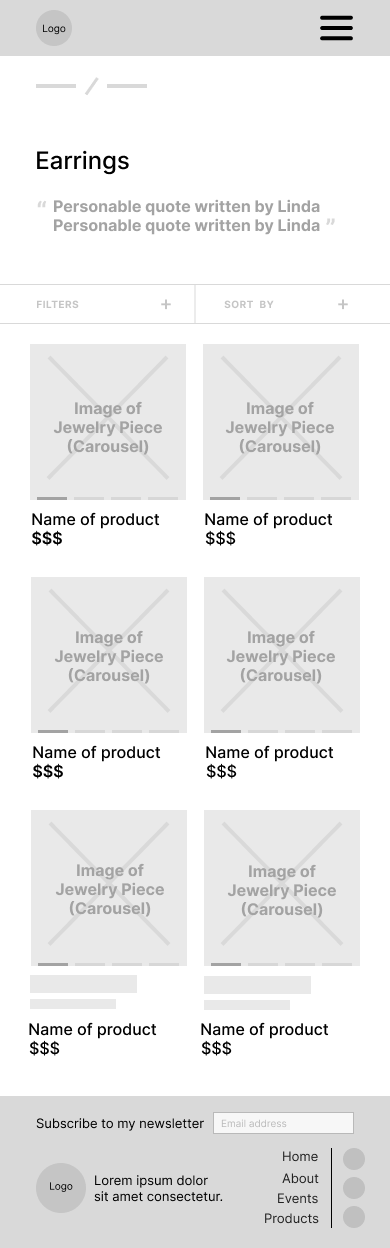 Logo
Earrings
“ Personable quote written by Linda
Personable quote written by Linda ”
FILTERS +
SORT BY +
Image of
Jewelry Piece
(Carousel)
Name of product
$$$
Image of
Jewelry Piece
(Carousel)
Name of product
$$$
Image of
Jewelry Piece
(Carousel)
Name of product
$$$
Image of
Jewelry Piece
(Carousel)
Name of product
$$$
Image of
Jewelry Piece
(Carousel)
Name of product
$$$
Image of
Jewelry Piece
(Carousel)
Name of product
$$$
Subscribe to my newsletter
Email address
Logo
Lorem ipsum dolor
sit amet consectetur.
Home
About
Events
Products